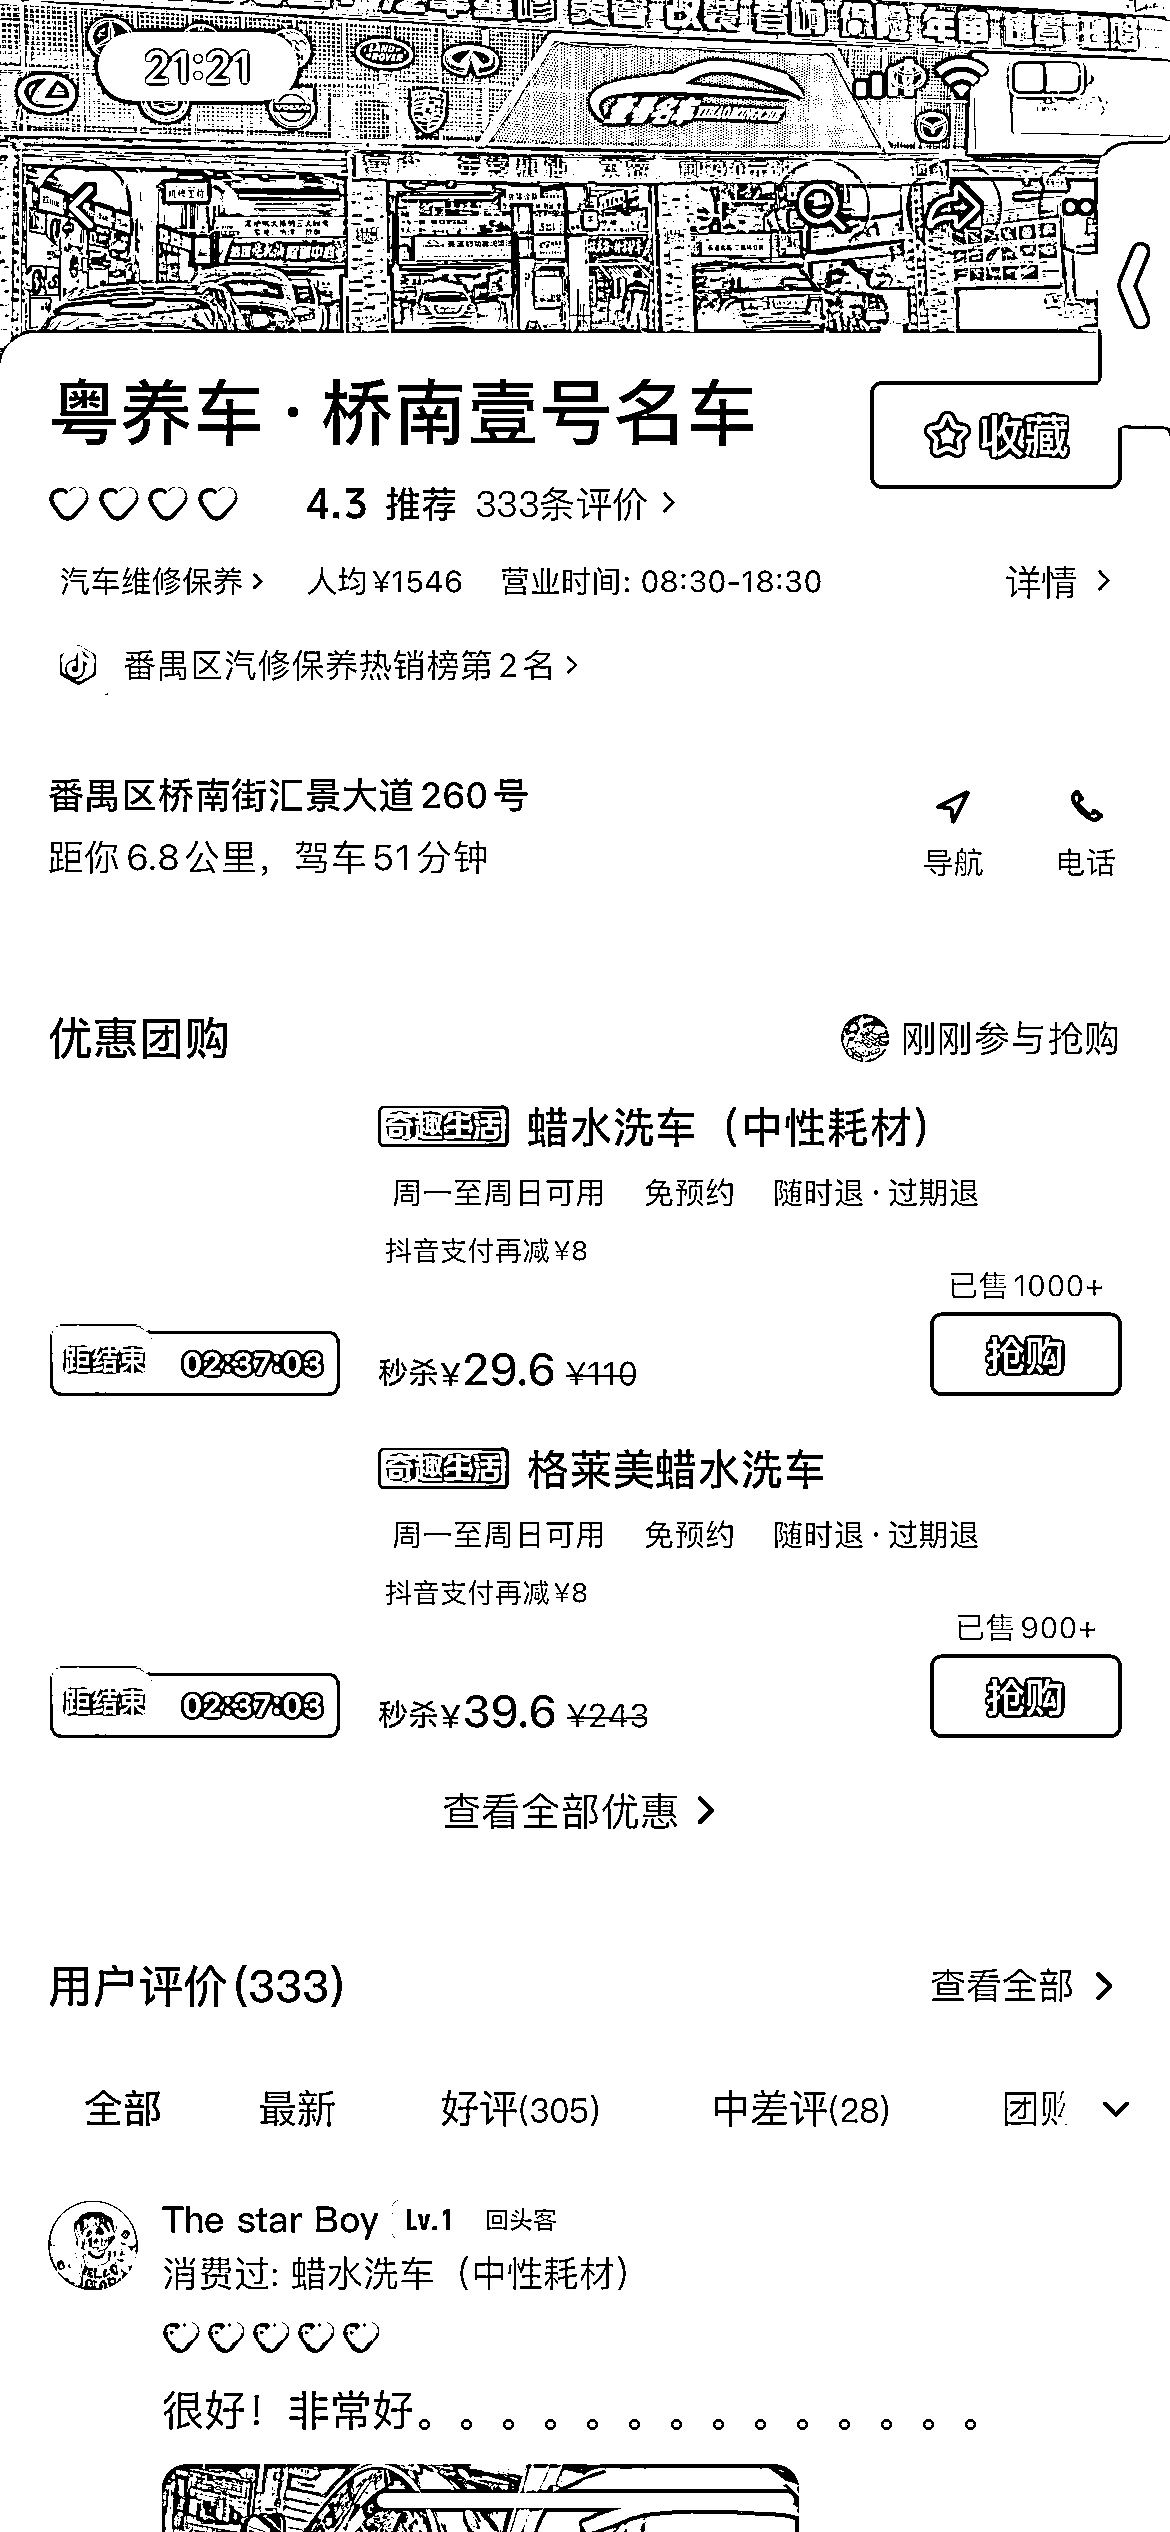 21:21
粤养车 · 桥南壹号名车
收藏
4.3 推荐 333条评价
汽车维修保养 人均¥1546 营业时间: 08:30-18:30 详情
番禺区汽修保养热销榜第2名
番禺区桥南街汇景大道260号
距你6.8公里，驾车51分钟
导航 电话
优惠团购 刚刚参与抢购
奇趣生活 蜡水洗车（中性耗材）
周一至周日可用 免预约 随时退·过期退
抖音支付再减¥8
已售1000+
距结束 02:37:03 秒杀¥29.6 ¥110 抢购
奇趣生活 格莱美蜡水洗车
周一至周日可用 免预约 随时退·过期退
抖音支付再减¥8
已售900+
距结束 02:37:03 秒杀¥39.6 ¥243 抢购
查看全部优惠
用户评价(333) 查看全部
全部 最新 好评(305) 中差评(28) 团购
The star Boy Lv.1 回头客
消费过: 蜡水洗车（中性耗材）
很好！非常好。。。。。。。。。。。。。。